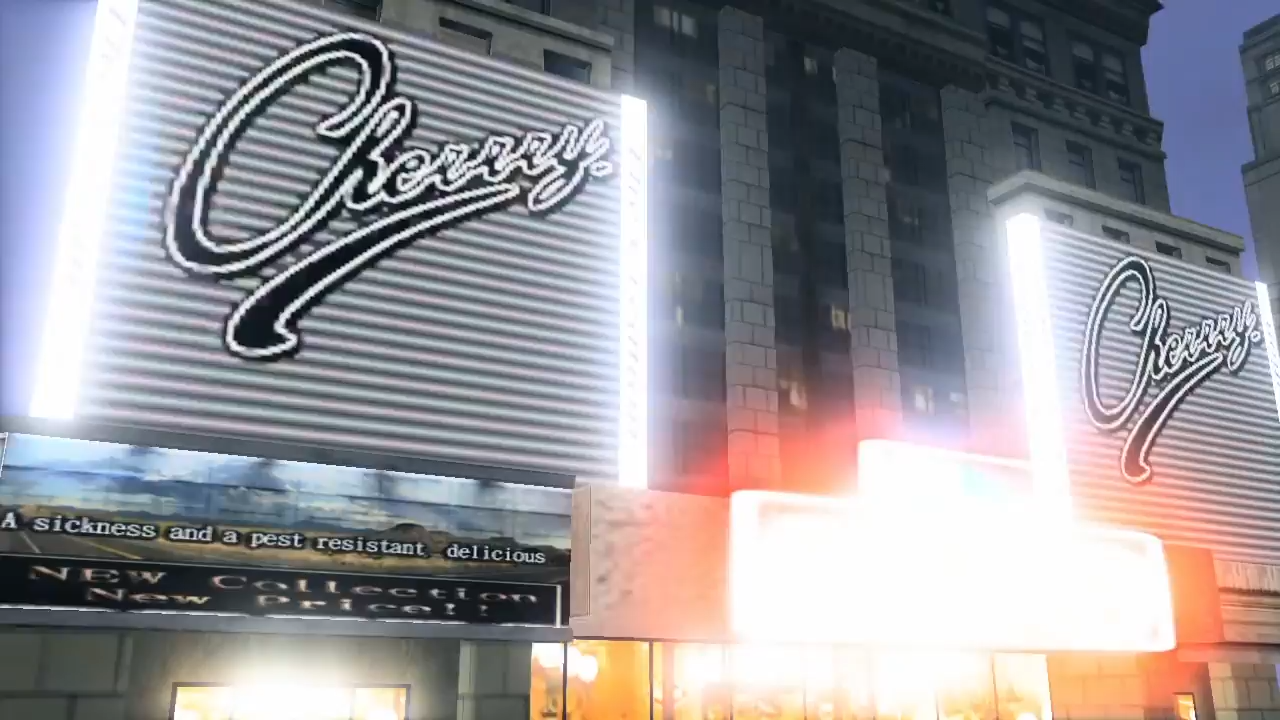 Cherry.
Cherry.
A sickness and a pest resistant, delicious
NEW Collection
New price!!